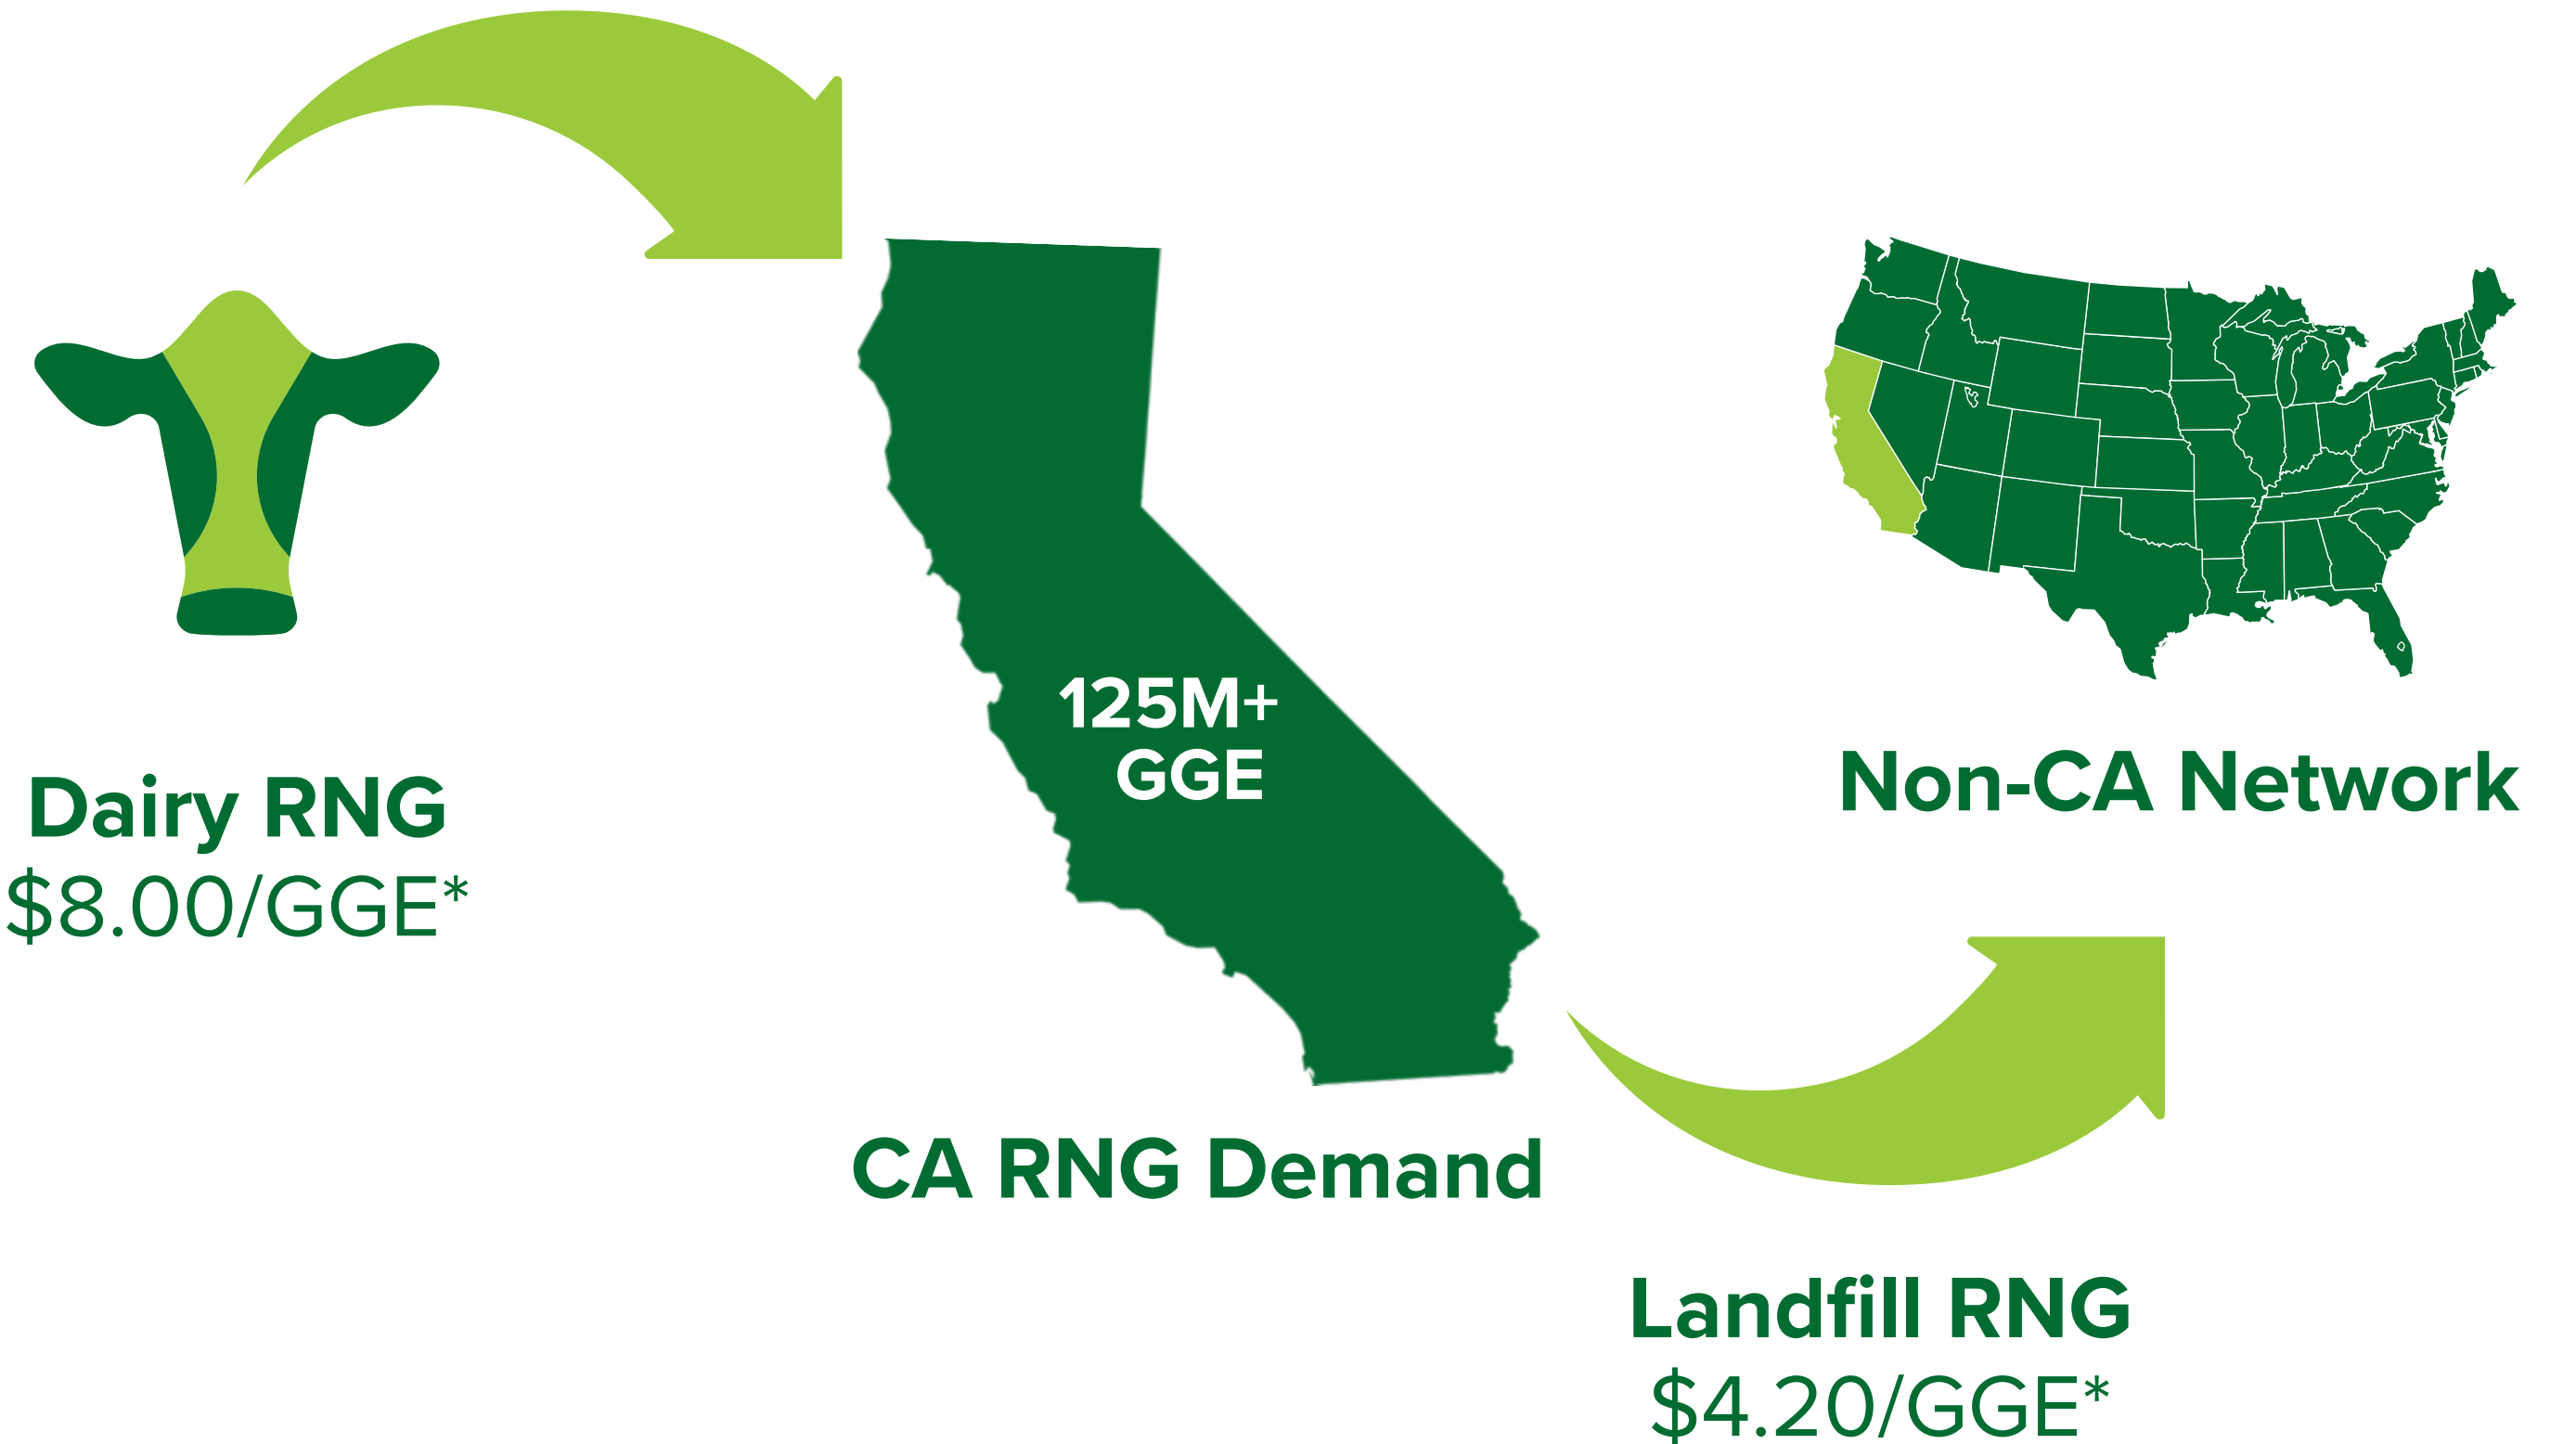 Dairy RNG
$8.00/GGE*
125M+
GGE
CA RNG Demand
Non-CA Network
Landfill RNG
$4.20/GGE*